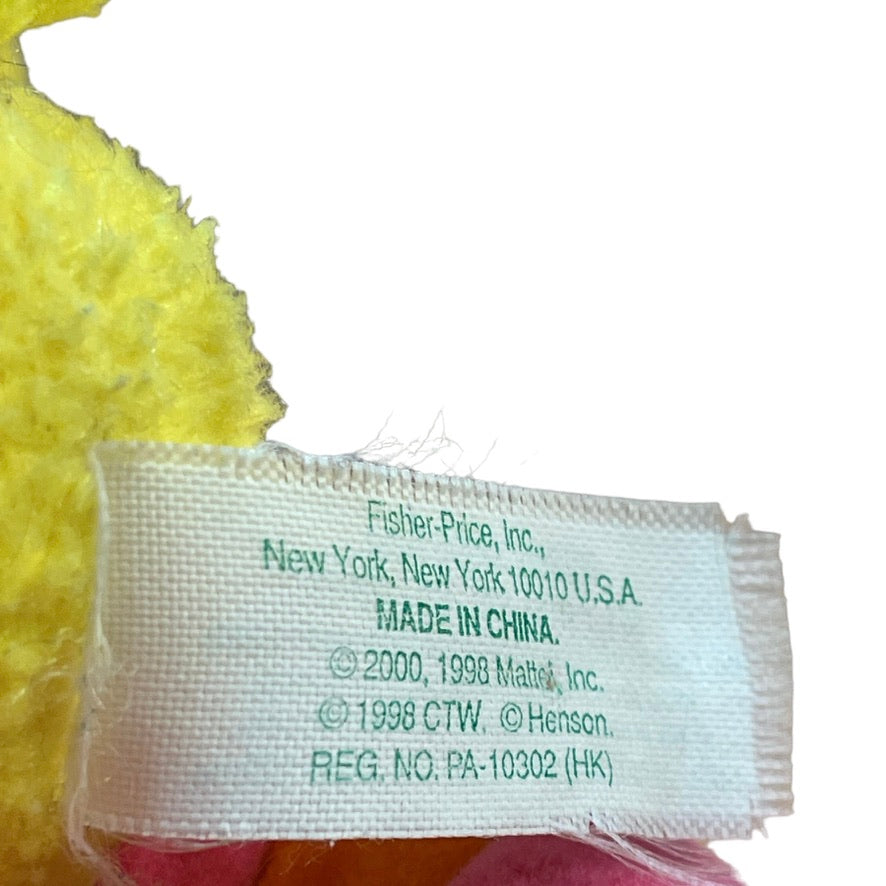 Fisher-Price, Inc.,
New York, New York 10010 U.S.A.
MADE IN CHINA.
© 2000, 1998 Mattel, Inc.
© 1998 CTW. © Henson.
REG. NO. PA-10302 (HK)